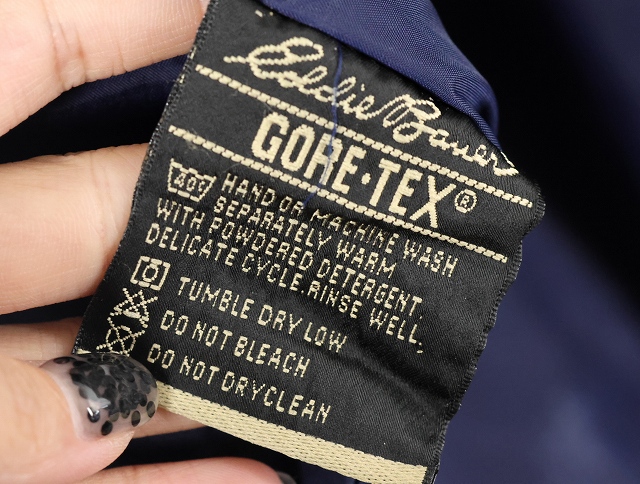 Eddie Bauer
GORE-TEX®
40° HAND OR MACHINE WASH
SEPARATELY WARM
WITH POWDERED DETERGENT.
DELICATE CYCLE RINSE WELL.
TUMBLE DRY LOW
DO NOT BLEACH
DO NOT DRYCLEAN